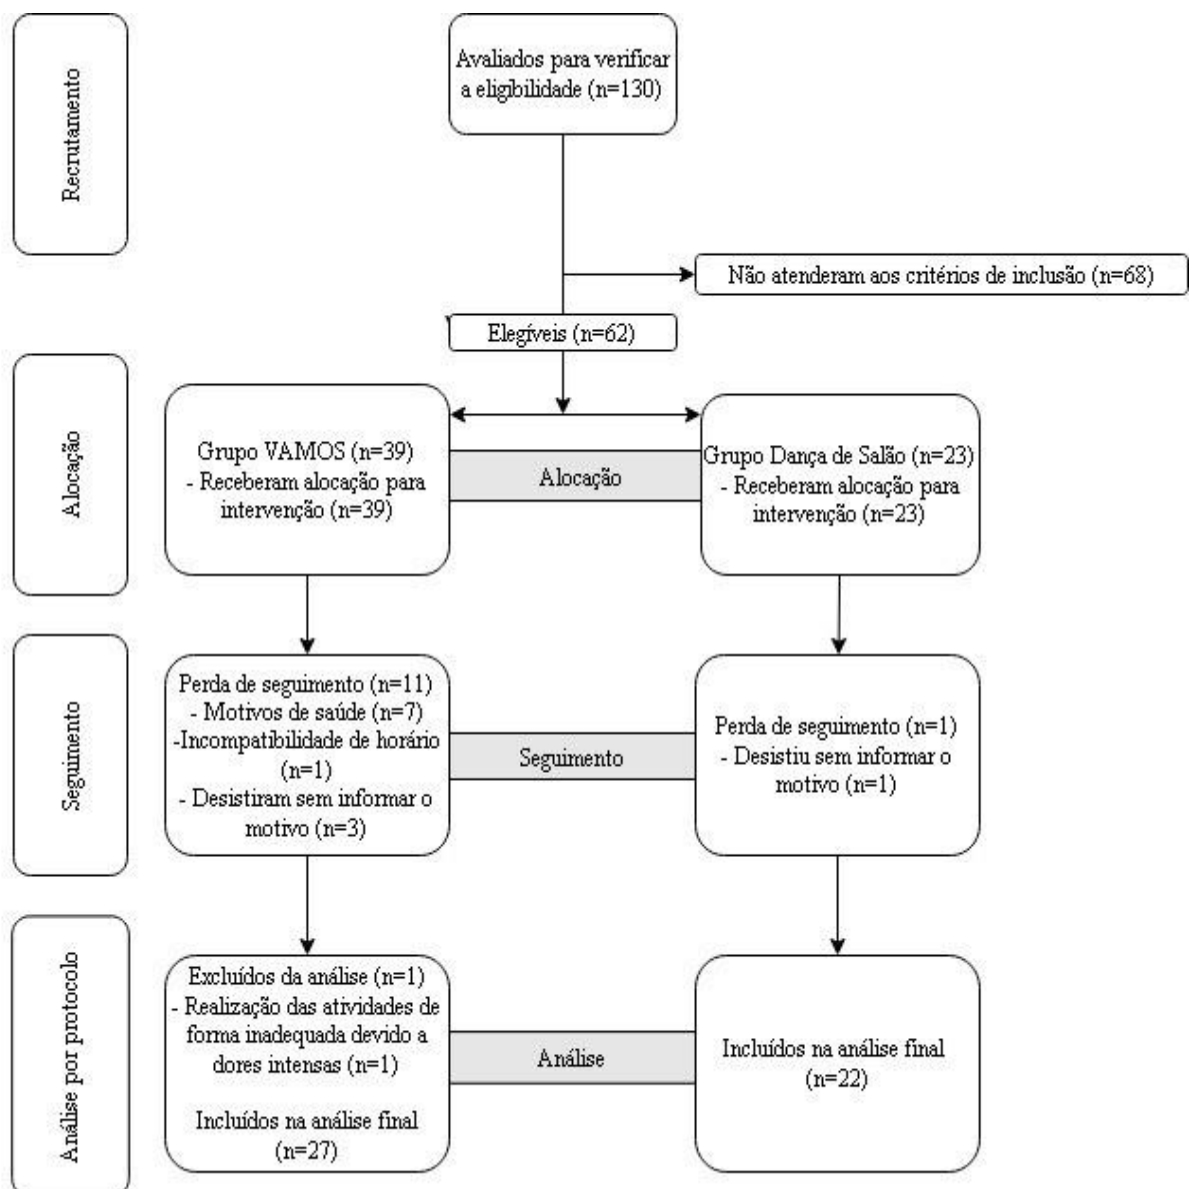 Recrutamento
Avaliados para verificar
a eligibilidade (n=130)
Não atenderam aos critérios de inclusão (n=68)
Elegíveis (n=62)
Alocação
Grupo VAMOS (n=39)
- Receberam alocação para
intervenção (n=39)
Alocação
Grupo Dança de Salão (n=23)
- Receberam alocação para
intervenção (n=23)
Seguimento
Perda de seguimento (n=11)
- Motivos de saúde (n=7)
-Incompatibilidade de horário
(n=1)
- Desistiram sem informar o
motivo (n=3)
Seguimento
Perda de seguimento (n=1)
- Desistiu sem informar o
motivo (n=1)
Análise por protocolo
Excluídos da análise (n=1)
- Realização das atividades de
forma inadequada devido a
dores intensas (n=1)
Incluídos na análise final
(n=27)
Análise
Incluídos na análise final
(n=22)